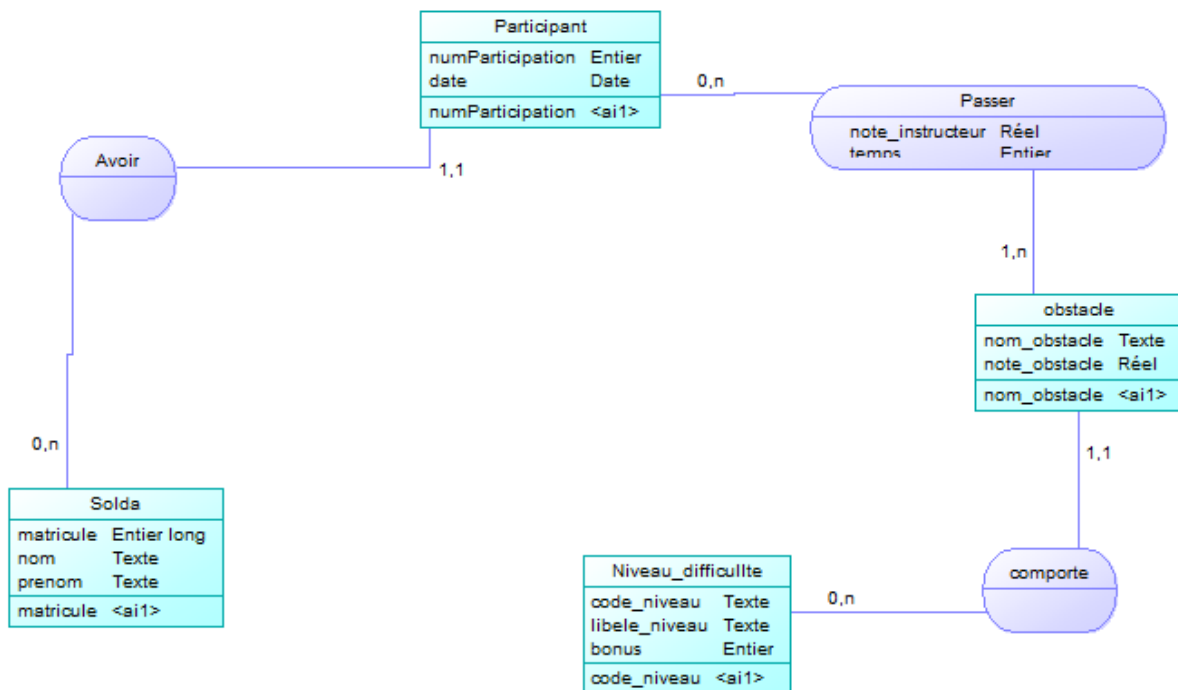 Participant
numParticipation Entier
date Date
numParticipation <ai1>
0,n
Passer
note_instructeur Réel
temps Entier
Avoir
1,1
1,n
obstacle
nom_obstacle Texte
note_obstacle Réel
nom_obstacle <ai1>
0,n
1,1
Solda
matricule Entier long
nom Texte
prenom Texte
matricule <ai1>
Niveau_difficullte
code_niveau Texte
libele_niveau Texte
bonus Entier
code_niveau <ai1>
0,n
comporte